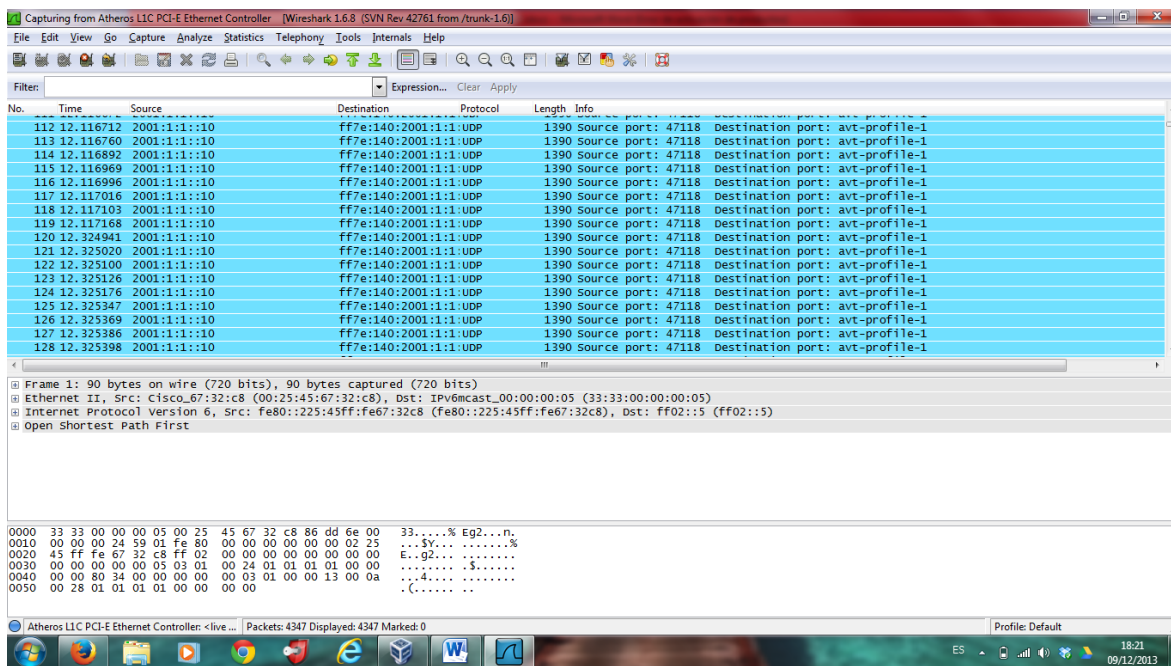 Capturing from Atheros L1C PCI-E Ethernet Controller [Wireshark 1.6.8 (SVN Rev 42761 from /trunk-1.6)]
File Edit View Go Capture Analyze Statistics Telephony Tools Internals Help
Filter: Expression... Clear Apply
No. Time Source Destination Protocol Length Info
112 12.116712 2001:1:1::10 ff7e:140:2001:1:1:UDP 1390 Source port: 47118 Destination port: avt-profile-1
113 12.116760 2001:1:1::10 ff7e:140:2001:1:1:UDP 1390 Source port: 47118 Destination port: avt-profile-1
114 12.116892 2001:1:1::10 ff7e:140:2001:1:1:UDP 1390 Source port: 47118 Destination port: avt-profile-1
115 12.116969 2001:1:1::10 ff7e:140:2001:1:1:UDP 1390 Source port: 47118 Destination port: avt-profile-1
116 12.116996 2001:1:1::10 ff7e:140:2001:1:1:UDP 1390 Source port: 47118 Destination port: avt-profile-1
117 12.117016 2001:1:1::10 ff7e:140:2001:1:1:UDP 1390 Source port: 47118 Destination port: avt-profile-1
118 12.117103 2001:1:1::10 ff7e:140:2001:1:1:UDP 1390 Source port: 47118 Destination port: avt-profile-1
119 12.117168 2001:1:1::10 ff7e:140:2001:1:1:UDP 1390 Source port: 47118 Destination port: avt-profile-1
120 12.324941 2001:1:1::10 ff7e:140:2001:1:1:UDP 1390 Source port: 47118 Destination port: avt-profile-1
121 12.325020 2001:1:1::10 ff7e:140:2001:1:1:UDP 1390 Source port: 47118 Destination port: avt-profile-1
122 12.325100 2001:1:1::10 ff7e:140:2001:1:1:UDP 1390 Source port: 47118 Destination port: avt-profile-1
123 12.325126 2001:1:1::10 ff7e:140:2001:1:1:UDP 1390 Source port: 47118 Destination port: avt-profile-1
124 12.325176 2001:1:1::10 ff7e:140:2001:1:1:UDP 1390 Source port: 47118 Destination port: avt-profile-1
125 12.325347 2001:1:1::10 ff7e:140:2001:1:1:UDP 1390 Source port: 47118 Destination port: avt-profile-1
126 12.325369 2001:1:1::10 ff7e:140:2001:1:1:UDP 1390 Source port: 47118 Destination port: avt-profile-1
127 12.325386 2001:1:1::10 ff7e:140:2001:1:1:UDP 1390 Source port: 47118 Destination port: avt-profile-1
128 12.325398 2001:1:1::10 ff7e:140:2001:1:1:UDP 1390 Source port: 47118 Destination port: avt-profile-1
Frame 1: 90 bytes on wire (720 bits), 90 bytes captured (720 bits)
Ethernet II, Src: Cisco_67:32:c8 (00:25:45:67:32:c8), Dst: IPv6mcast_00:00:00:05 (33:33:00:00:00:05)
Internet Protocol Version 6, Src: fe80::225:45ff:fe67:32c8 (fe80::225:45ff:fe67:32c8), Dst: ff02::5 (ff02::5)
Open Shortest Path First
0000 33 33 00 00 00 05 00 25 45 67 32 c8 86 dd 6e 00 33.....% Eg2...n.
0010 00 00 00 24 59 01 fe 80 00 00 00 00 00 00 02 25 ...$Y... .......%
0020 45 ff fe 67 32 c8 ff 02 00 00 00 00 00 00 00 00 E..g2... ........
0030 00 00 00 00 00 05 03 01 00 24 01 01 01 01 00 00 ........ .$......
0040 00 00 80 34 00 00 00 00 00 03 01 00 00 13 00 0a ...4.... ........
0050 00 28 01 01 01 01 00 00 00 00 .(...... ..
Atheros L1C PCI-E Ethernet Controller: <live ... Packets: 4347 Displayed: 4347 Marked: 0 Profile: Default
ES 18:21
09/12/2013